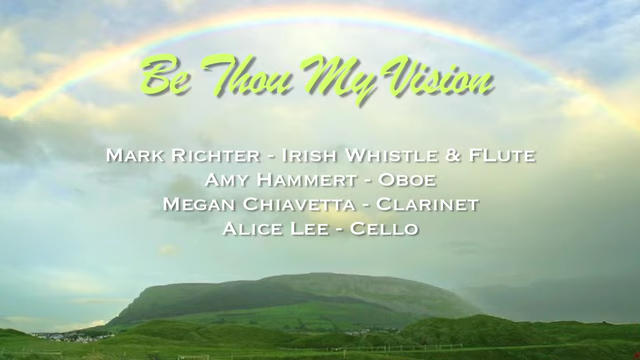 Be Thou My Vision
Mark Richter - Irish Whistle & FLute
Amy Hammert - Oboe
Megan Chiavetta - Clarinet
Alice Lee - Cello